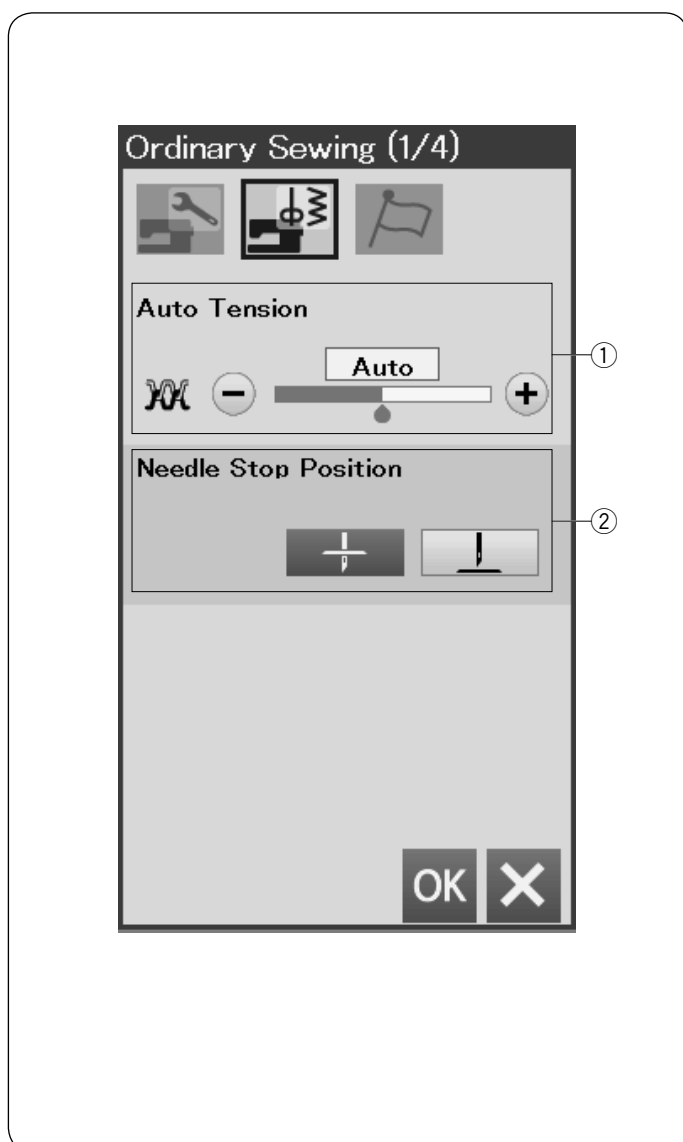 Ordinary Sewing (1/4)
Auto Tension
①
Auto
− +
Needle Stop Position
②
OK ✕